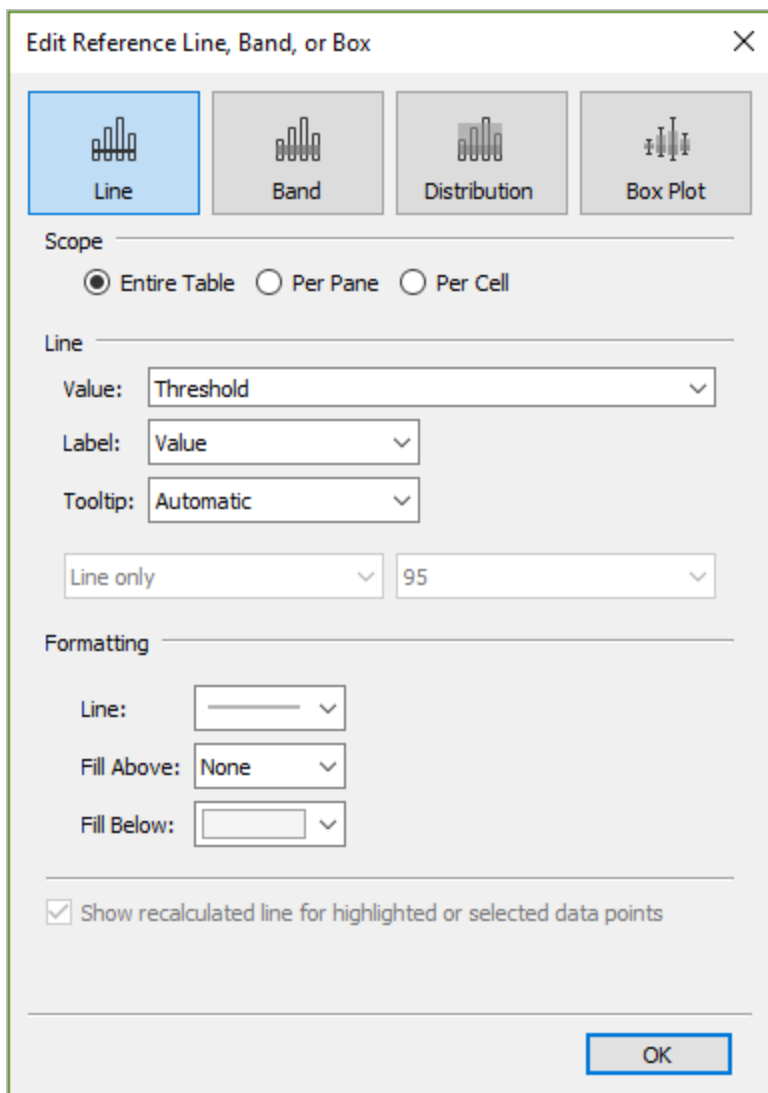 Edit Reference Line, Band, or Box
Line Band Distribution Box Plot
Scope
Entire Table Per Pane Per Cell
Line
Value: Threshold
Label: Value
Tooltip: Automatic
Line only 95
Formatting
Line:
Fill Above: None
Fill Below:
Show recalculated line for highlighted or selected data points
OK